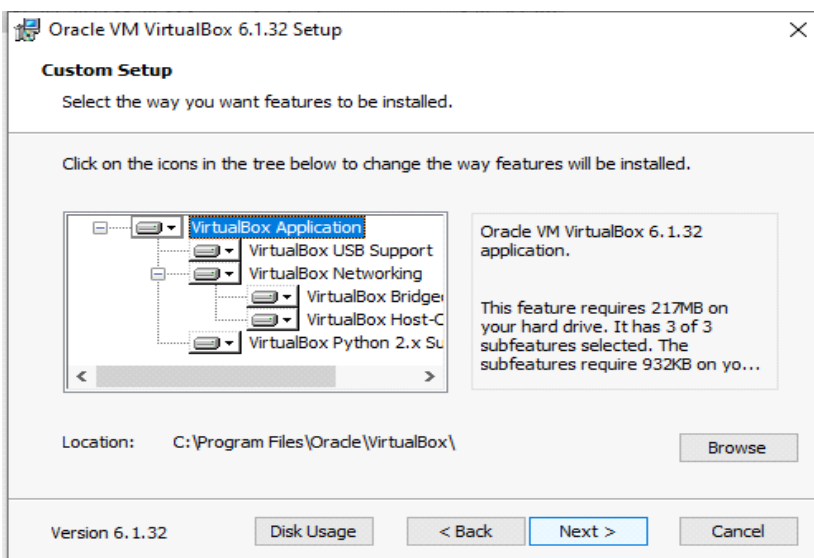 Oracle VM VirtualBox 6.1.32 Setup
Custom Setup
Select the way you want features to be installed.
Click on the icons in the tree below to change the way features will be installed.
VirtualBox Application
VirtualBox USB Support
VirtualBox Networking
VirtualBox Bridge
VirtualBox Host-C
VirtualBox Python 2.x Su
Oracle VM VirtualBox 6.1.32
application.
This feature requires 217MB on
your hard drive. It has 3 of 3
subfeatures selected. The
subfeatures require 932KB on yo...
Location: C:\Program Files\Oracle\VirtualBox\
Browse
Version 6.1.32
Disk Usage
< Back
Next >
Cancel